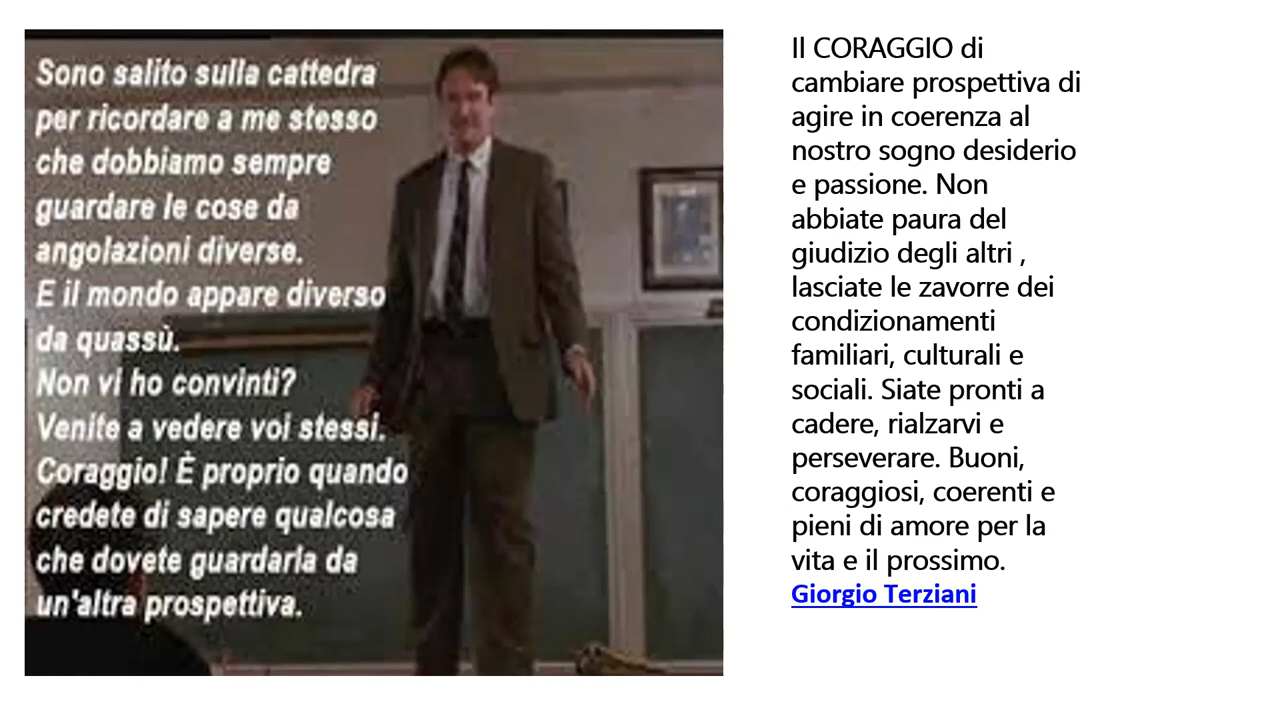 Sono salito sulla cattedra
per ricordare a me stesso
che dobbiamo sempre
guardare le cose da
angolazioni diverse.
E il mondo appare diverso
da quassù.
Non vi ho convinti?
Venite a vedere voi stessi.
Coraggio! È proprio quando
credete di sapere qualcosa
che dovete guardarla da
un'altra prospettiva.
Il CORAGGIO di
cambiare prospettiva di
agire in coerenza al
nostro sogno desiderio
e passione. Non
abbiate paura del
giudizio degli altri ,
lasciate le zavorre dei
condizionamenti
familiari, culturali e
sociali. Siate pronti a
cadere, rialzarvi e
perseverare. Buoni,
coraggiosi, coerenti e
pieni di amore per la
vita e il prossimo.
Giorgio Terziani